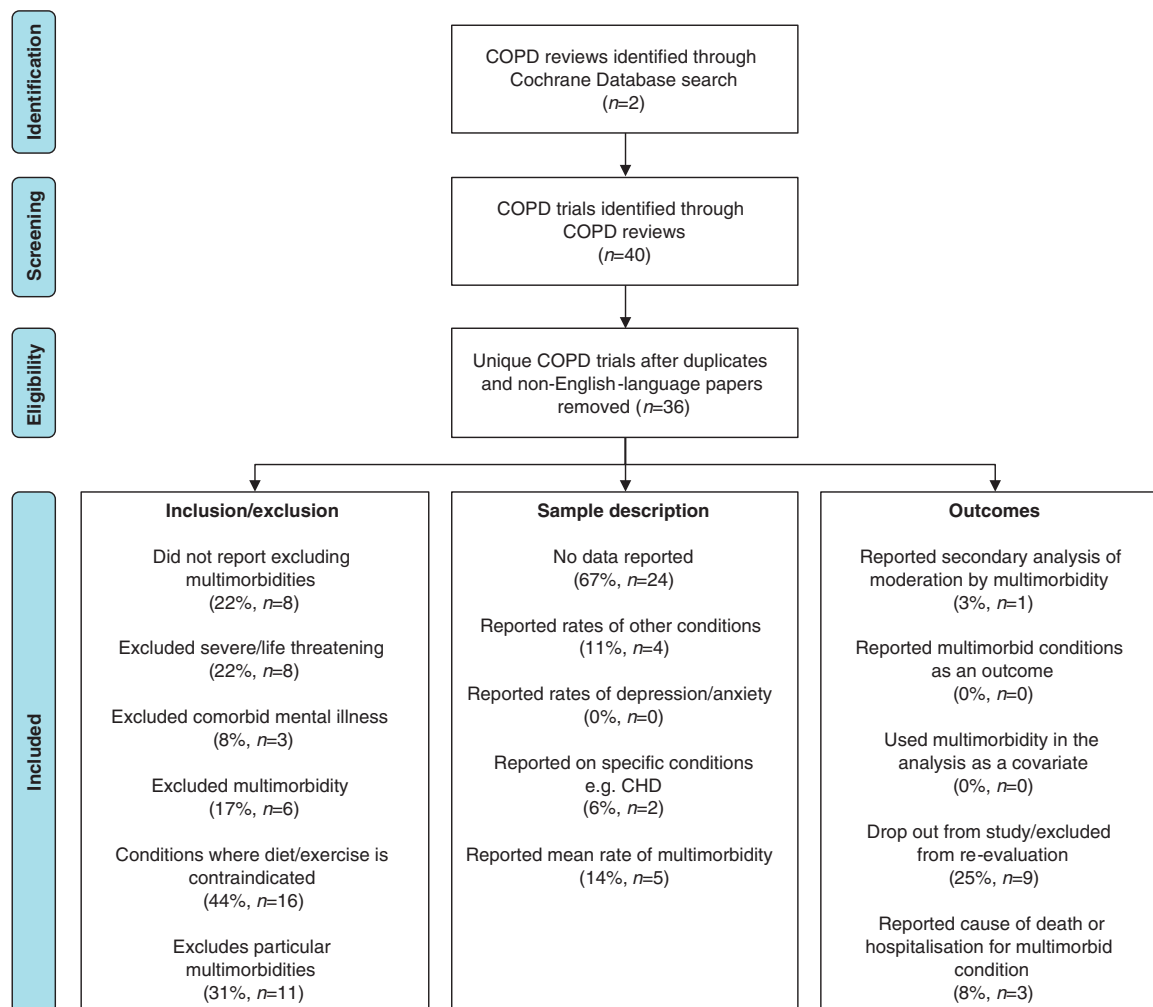 Identification
COPD reviews identified through
Cochrane Database search
(n=2)
Screening
COPD trials identified through
COPD reviews
(n=40)
Eligibility
Unique COPD trials after duplicates
and non-English-language papers
removed (n=36)
Included
Inclusion/exclusion
Did not report excluding
multimorbidities
(22%, n=8)
Excluded severe/life threatening
(22%, n=8)
Excluded comorbid mental illness
(8%, n=3)
Excluded multimorbidity
(17%, n=6)
Conditions where diet/exercise is
contraindicated
(44%, n=16)
Excludes particular
multimorbidities
(31%, n=11)
Sample description
No data reported
(67%, n=24)
Reported rates of other conditions
(11%, n=4)
Reported rates of depression/anxiety
(0%, n=0)
Reported on specific conditions
e.g. CHD
(6%, n=2)
Reported mean rate of multimorbidity
(14%, n=5)
Outcomes
Reported secondary analysis of
moderation by multimorbidity
(3%, n=1)
Reported multimorbid conditions
as an outcome
(0%, n=0)
Used multimorbidity in the
analysis as a covariate
(0%, n=0)
Drop out from study/excluded
from re-evaluation
(25%, n=9)
Reported cause of death or
hospitalisation for multimorbid
condition
(8%, n=3)